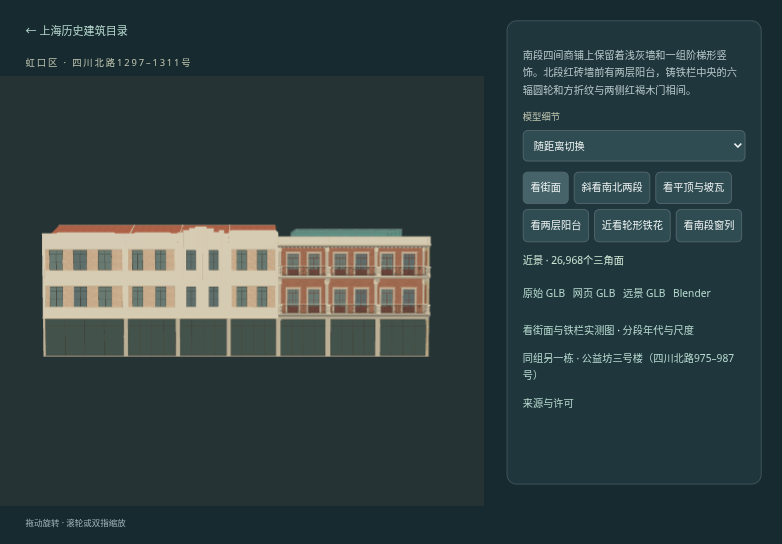 ← 上海历史建筑目录
虹口区 · 四川北路1297–1311号
南段四间商铺上保留着浅灰墙和一组阶梯形竖
饰。北段红砖墙前有两层阳台，铸铁栏中央的六
辐圆轮和方折纹与两侧红褐木门相间。
模型细节
随距离切换
看街面
斜看南北两段
看平顶与坡瓦
看两层阳台
近看轮形铁花
看南段窗列
近景 · 26,968个三角面
原始 GLB 网页 GLB 远景 GLB Blender
看街面与铁栏实测图 · 分段年代与尺度
同组另一栋 · 公益坊三号楼（四川北路975–987
号）
来源与许可
拖动旋转 · 滚轮或双指缩放